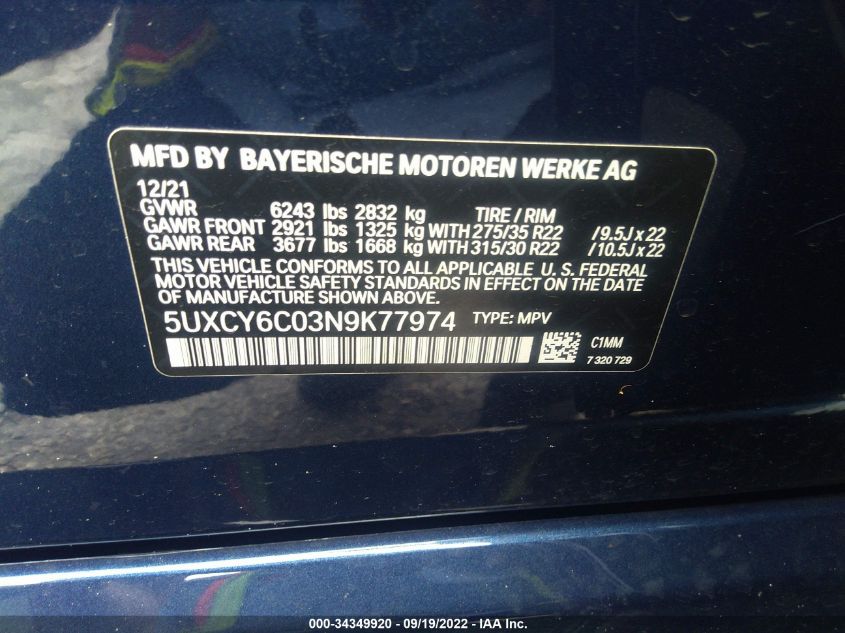 MFD BY BAYERISCHE MOTOREN WERKE AG
12/21
GVWR 6243 lbs 2832 kg TIRE / RIM
GAWR FRONT 2921 lbs 1325 kg WITH 275/35 R22 / 9.5J x 22
GAWR REAR 3677 lbs 1668 kg WITH 315/30 R22 / 10.5J x 22
THIS VEHICLE CONFORMS TO ALL APPLICABLE U. S. FEDERAL
MOTOR VEHICLE SAFETY STANDARDS IN EFFECT ON THE DATE
OF MANUFACTURE SHOWN ABOVE.
5UXCY6C03N9K77974 TYPE: MPV
C1MM
7 320 729
000-34349920 - 09/19/2022 - IAA Inc.